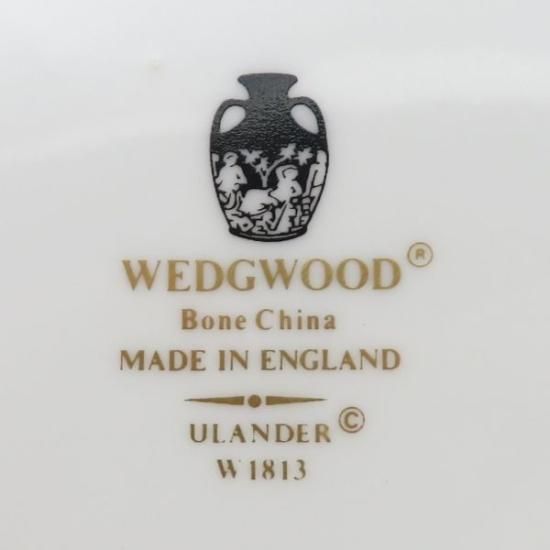 WEDGWOOD®
Bone China
MADE IN ENGLAND
ULANDER©
W1813